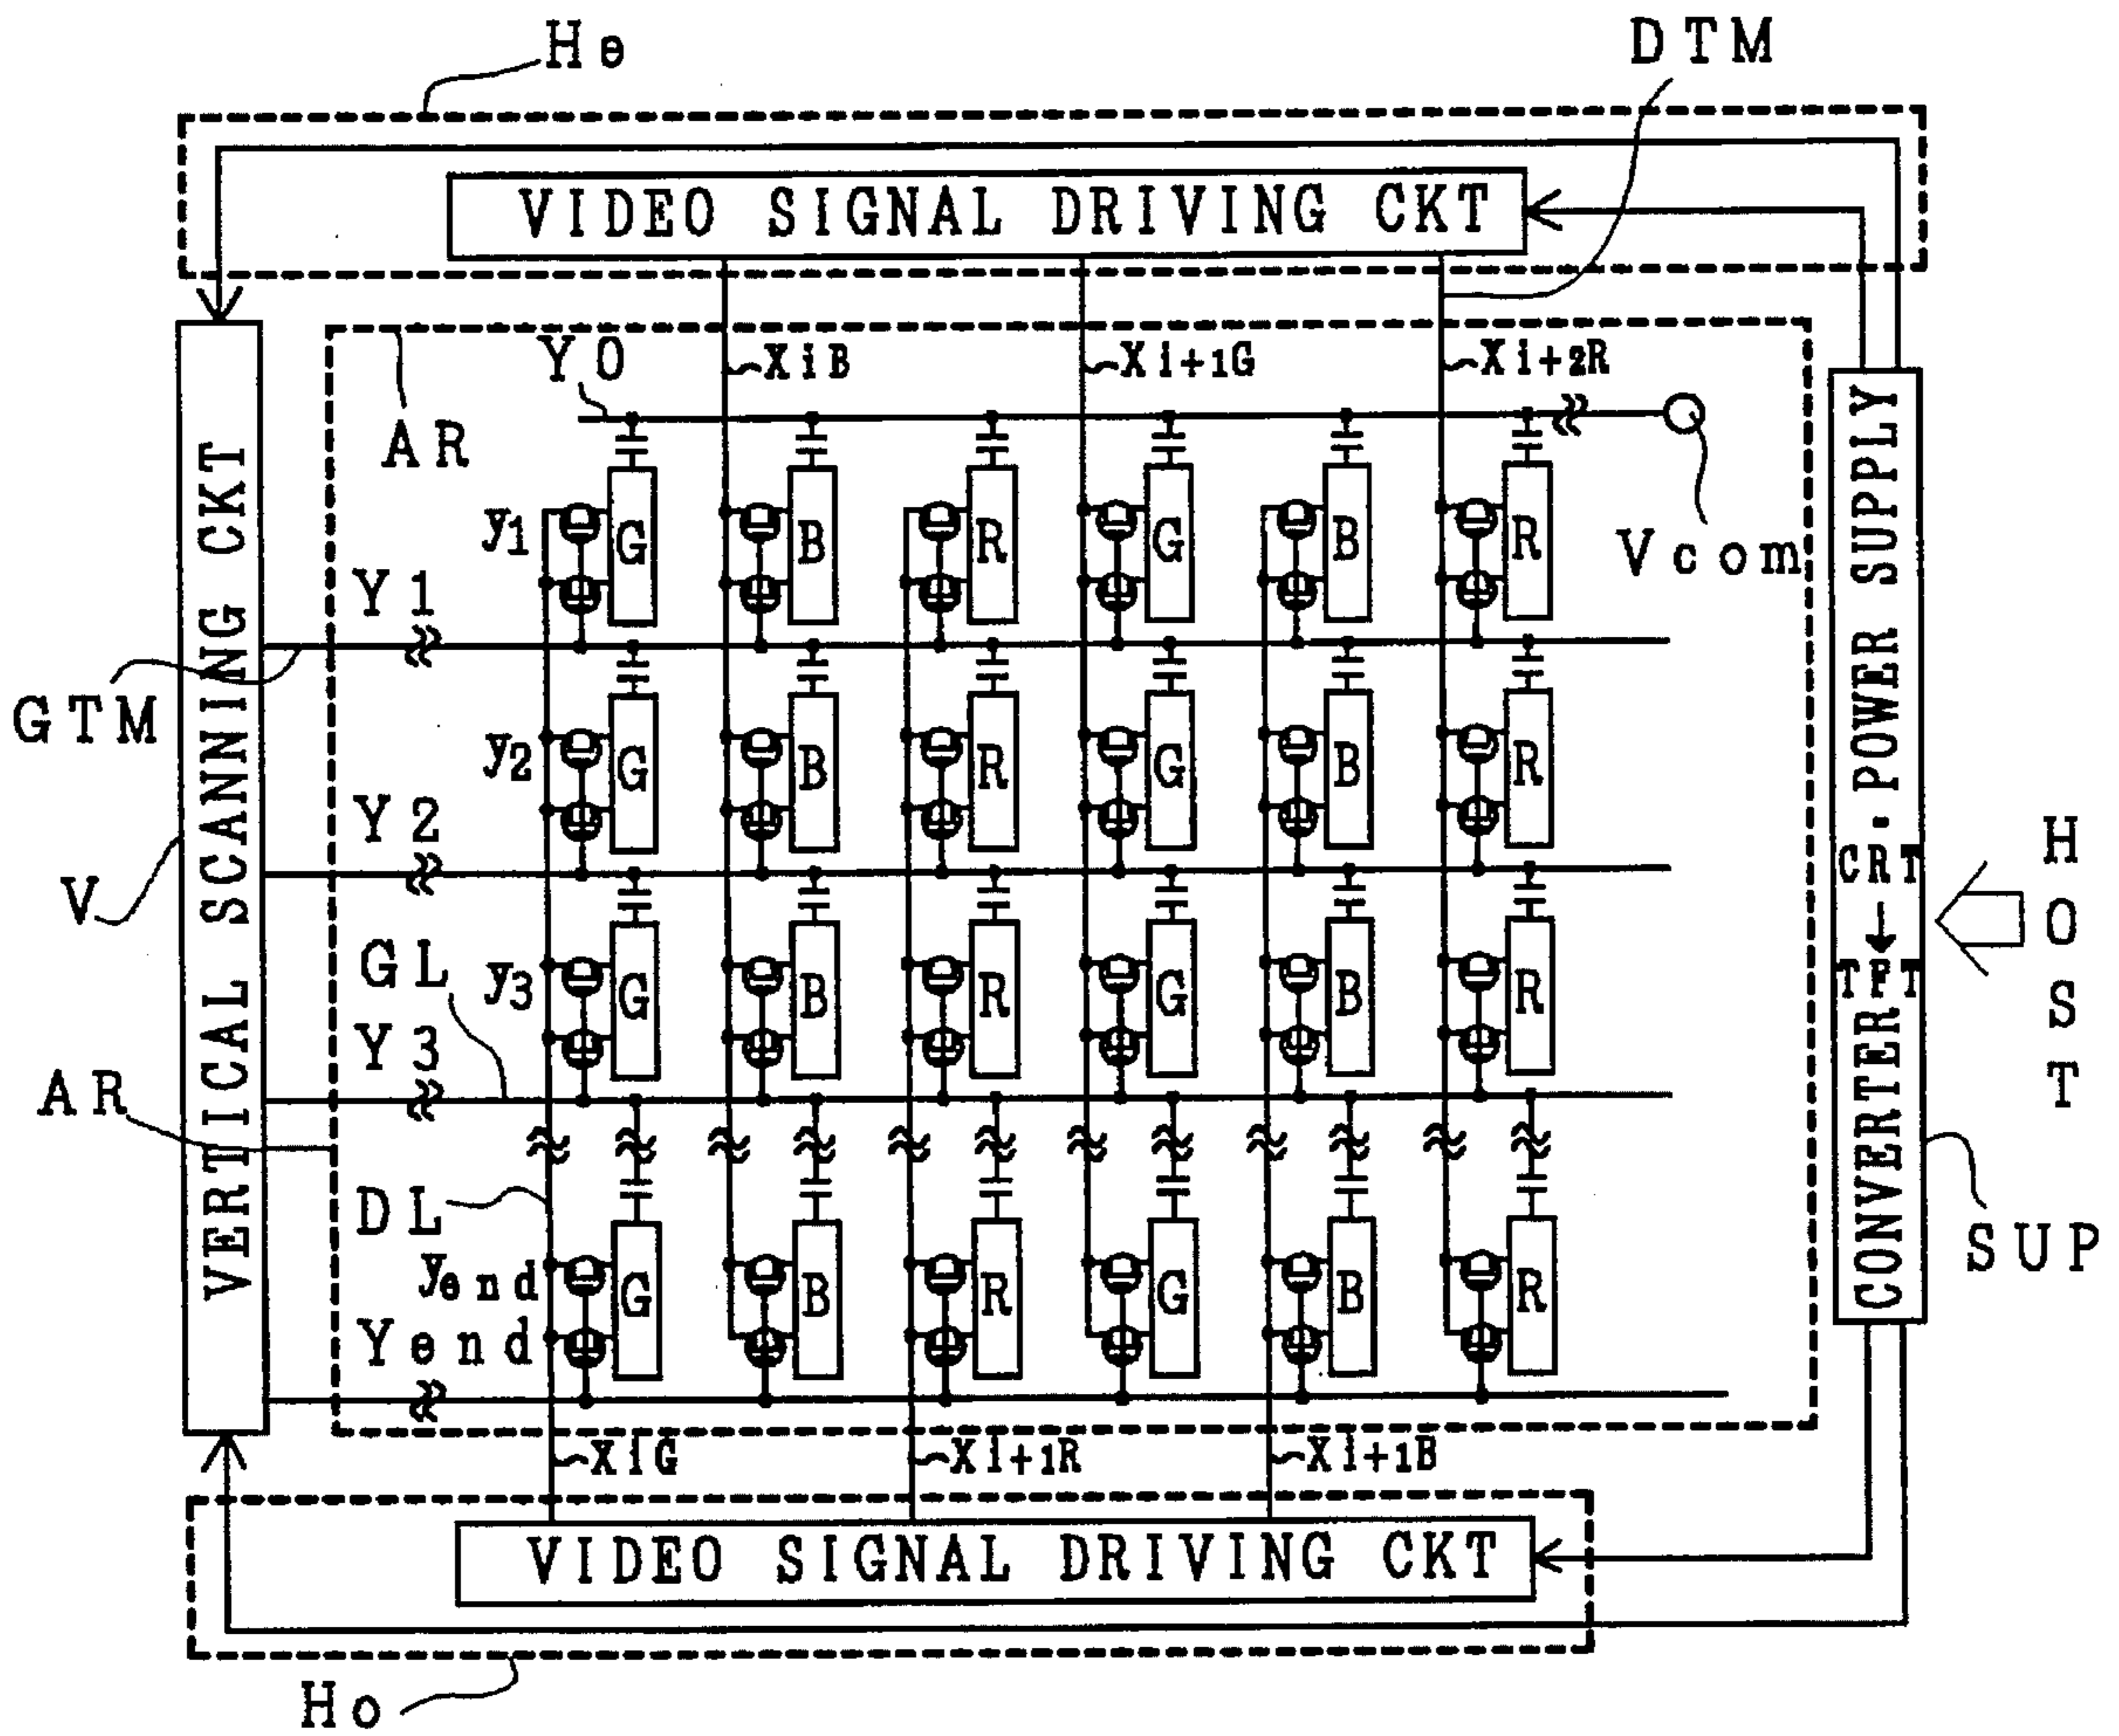 He
DTM
VIDEO SIGNAL DRIVING CKT
XiB
Xi+1G
Xi+2R
Y0
AR
Vcom
y1
G B R G B R
Y1
GTM
y2
G B R G B R
Y2
V
VERTICAL SCANNING CKT
y3
G B R G B R
GL
Y3
AR
DL
yend
G B R G B R
Yend
XiG
Xi+1R
Xi+1B
CONVERTER·POWER SUPPLY
CRT
↓
TFT
HOST
SUP
VIDEO SIGNAL DRIVING CKT
Ho